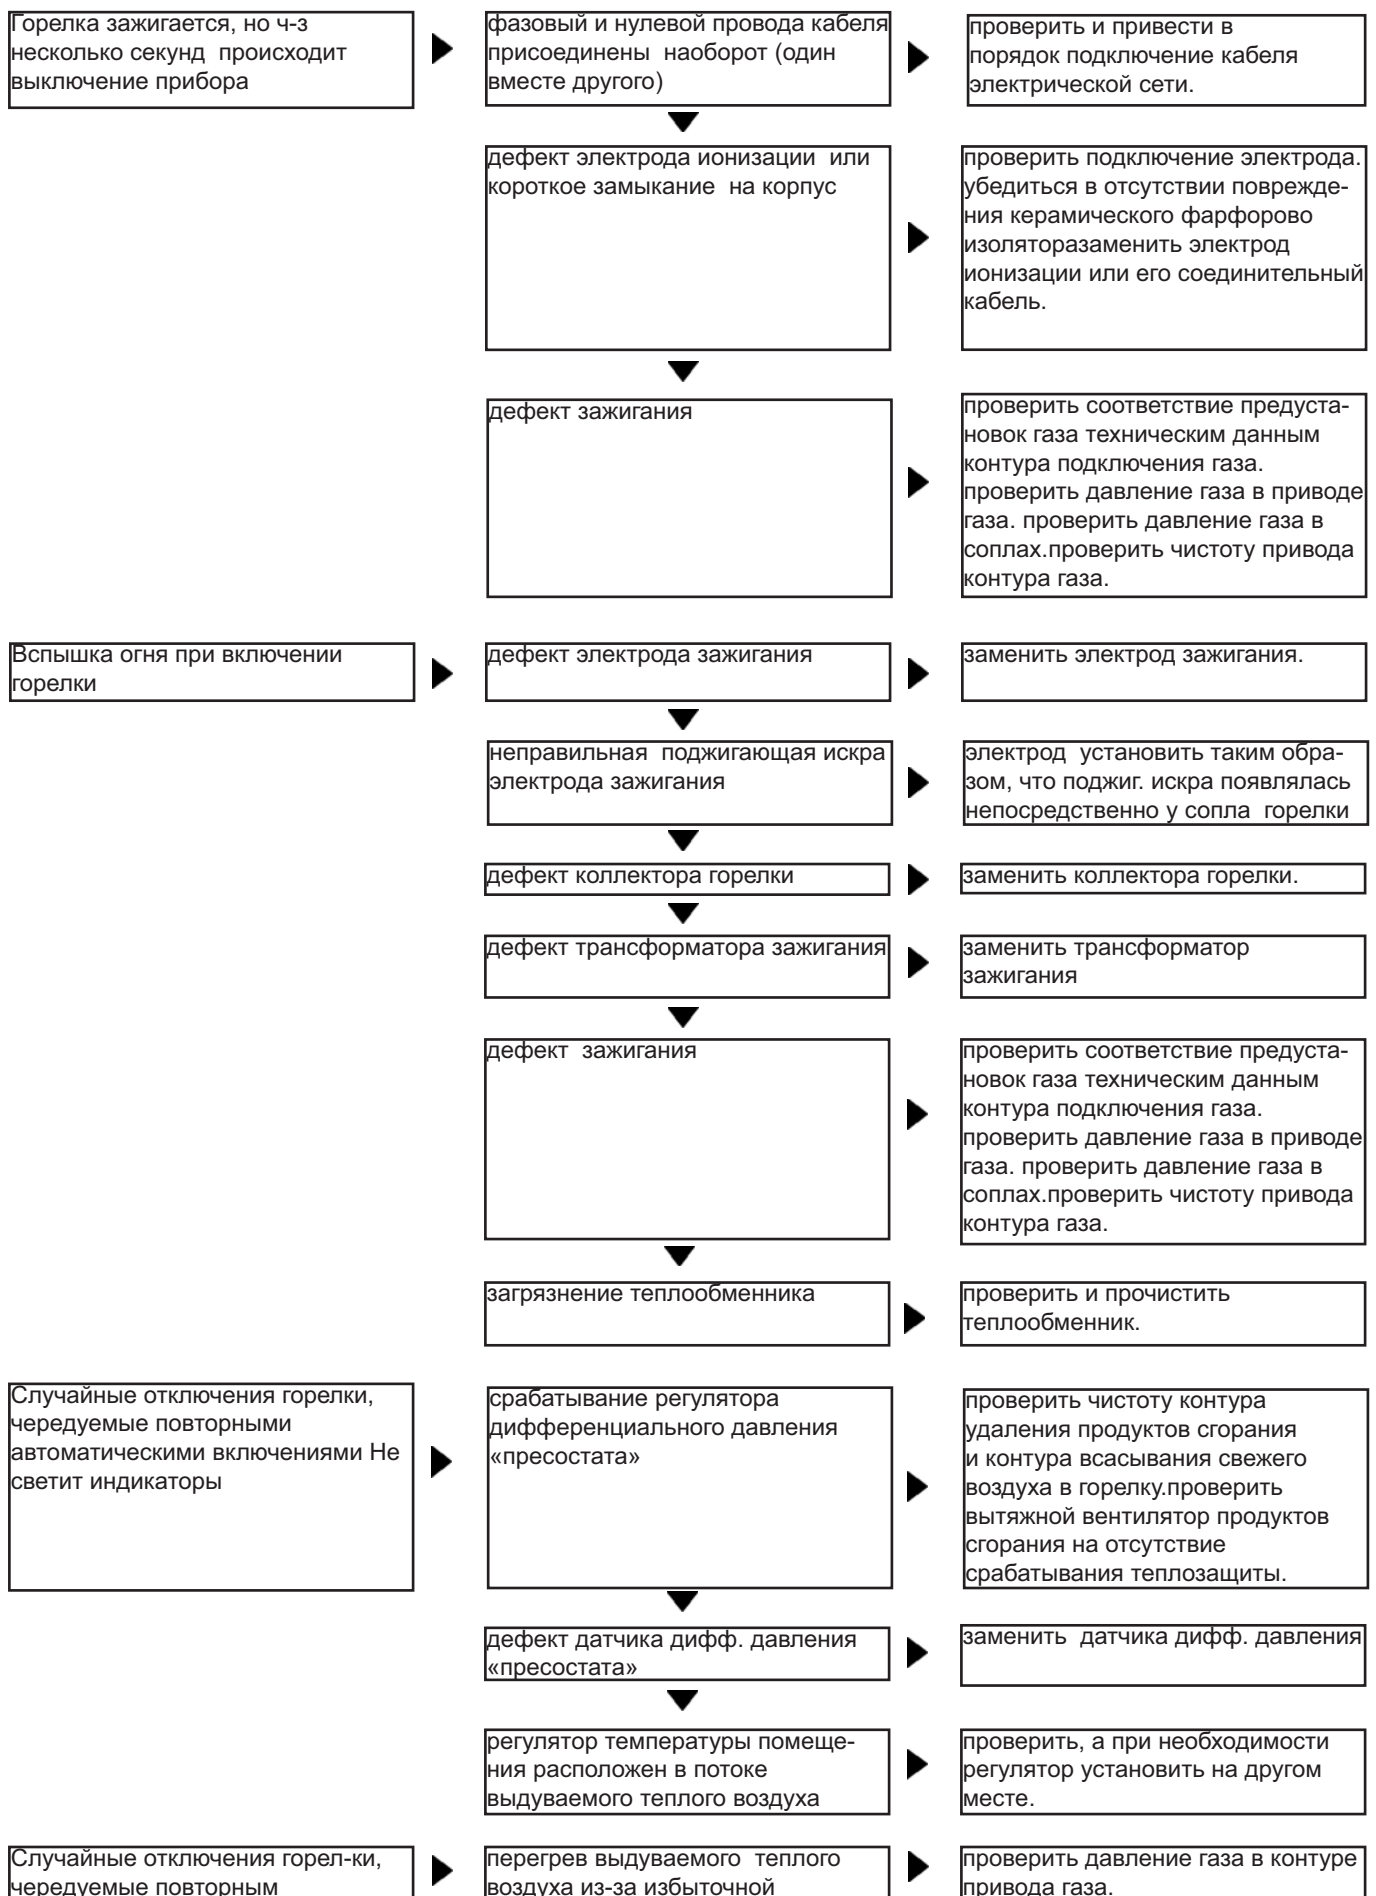 Горелка зажигается, но ч-з
несколько секунд  происходит
выключение прибора
фазовый и нулевой провода кабеля
присоединены  наоборот (один
вместо другого)
проверить и привести в
порядок подключение кабеля
электрической сети.
дефект электрода ионизации  или
короткое замыкание  на корпус
проверить подключение электрода.
убедиться в отсутствии поврежде-
ния керамического фарфорово
изоляторазаменить электрод
ионизации или его соединительный
кабель.
дефект зажигания
проверить соответствие предуста-
новок газа техническим данным
контура подключения газа.
проверить давление газа в приводе
газа. проверить давление газа в
соплах.проверить чистоту привода
контура газа.
Вспышка огня при включении
горелки
дефект электрода зажигания
заменить электрод зажигания.
неправильная  поджигающая искра
электрода зажигания
электрод  установить таким обра-
зом, что поджиг. искра появлялась
непосредственно у сопла  горелки
дефект коллектора горелки
заменить коллектора горелки.
дефект трансформатора зажигания
заменить трансформатор
зажигания
дефект  зажигания
проверить соответствие предуста-
новок газа техническим данным
контура подключения газа.
проверить давление газа в приводе
газа. проверить давление газа в
соплах.проверить чистоту привода
контура газа.
загрязнение теплообменника
проверить и прочистить
теплообменник.
Случайные отключения горелки,
чередуемые повторными
автоматическими включениями Не
светит индикаторы
срабатывание регулятора
дифференциального давления
«пресостата»
проверить чистоту контура
удаления продуктов сгорания
и контура всасывания свежего
воздуха в горелку.проверить
вытяжной вентилятор продуктов
сгорания на отсутствие
срабатывания теплозащиты.
дефект датчика дифф. давления
«пресостата»
заменить  датчика дифф. давления
регулятор температуры помеще-
ния расположен в потоке
выдуваемого теплого воздуха
проверить, а при необходимости
регулятор установить на другом
месте.
Случайные отключения горел-ки,
чередуемые повторным
перегрев выдуваемого  теплого
воздуха из-за избыточной
проверить давление газа в контуре
привода газа.